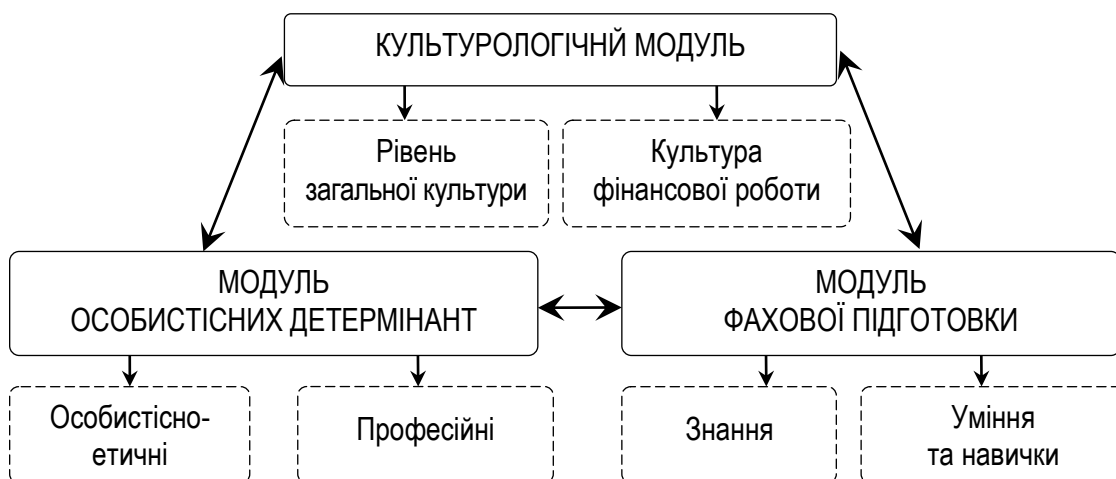 КУЛЬТУРОЛОГІЧНЙ МОДУЛЬ
Рівень
загальної культури
Культура
фінансової роботи
МОДУЛЬ
ОСОБИСТІСНИХ ДЕТЕРМІНАНТ
МОДУЛЬ
ФАХОВОЇ ПІДГОТОВКИ
Особистісно-
етичні
Професійні
Знання
Уміння
та навички